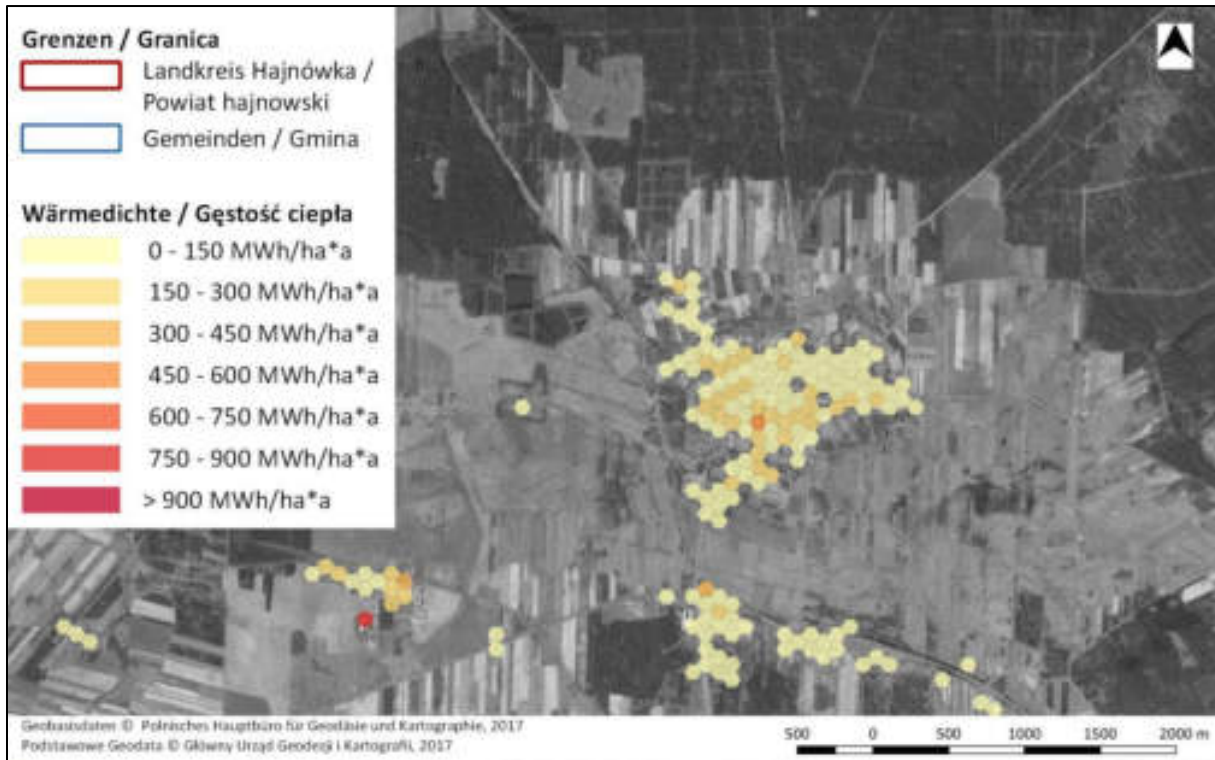 Grenzen / Granica
Landkreis Hajnówka /
Powiat hajnowski
Gemeinden / Gmina
Wärmedichte / Gęstość ciepła
0 - 150 MWh/ha*a
150 - 300 MWh/ha*a
300 - 450 MWh/ha*a
450 - 600 MWh/ha*a
600 - 750 MWh/ha*a
750 - 900 MWh/ha*a
> 900 MWh/ha*a
Geobasisdaten © Polnisches Hauptbüro für Geodäsie und Kartographie, 2017
Podstawowe Geodata © Główny Urząd Geodezji i Kartografii, 2017
500 0 500 1000 1500 2000 m